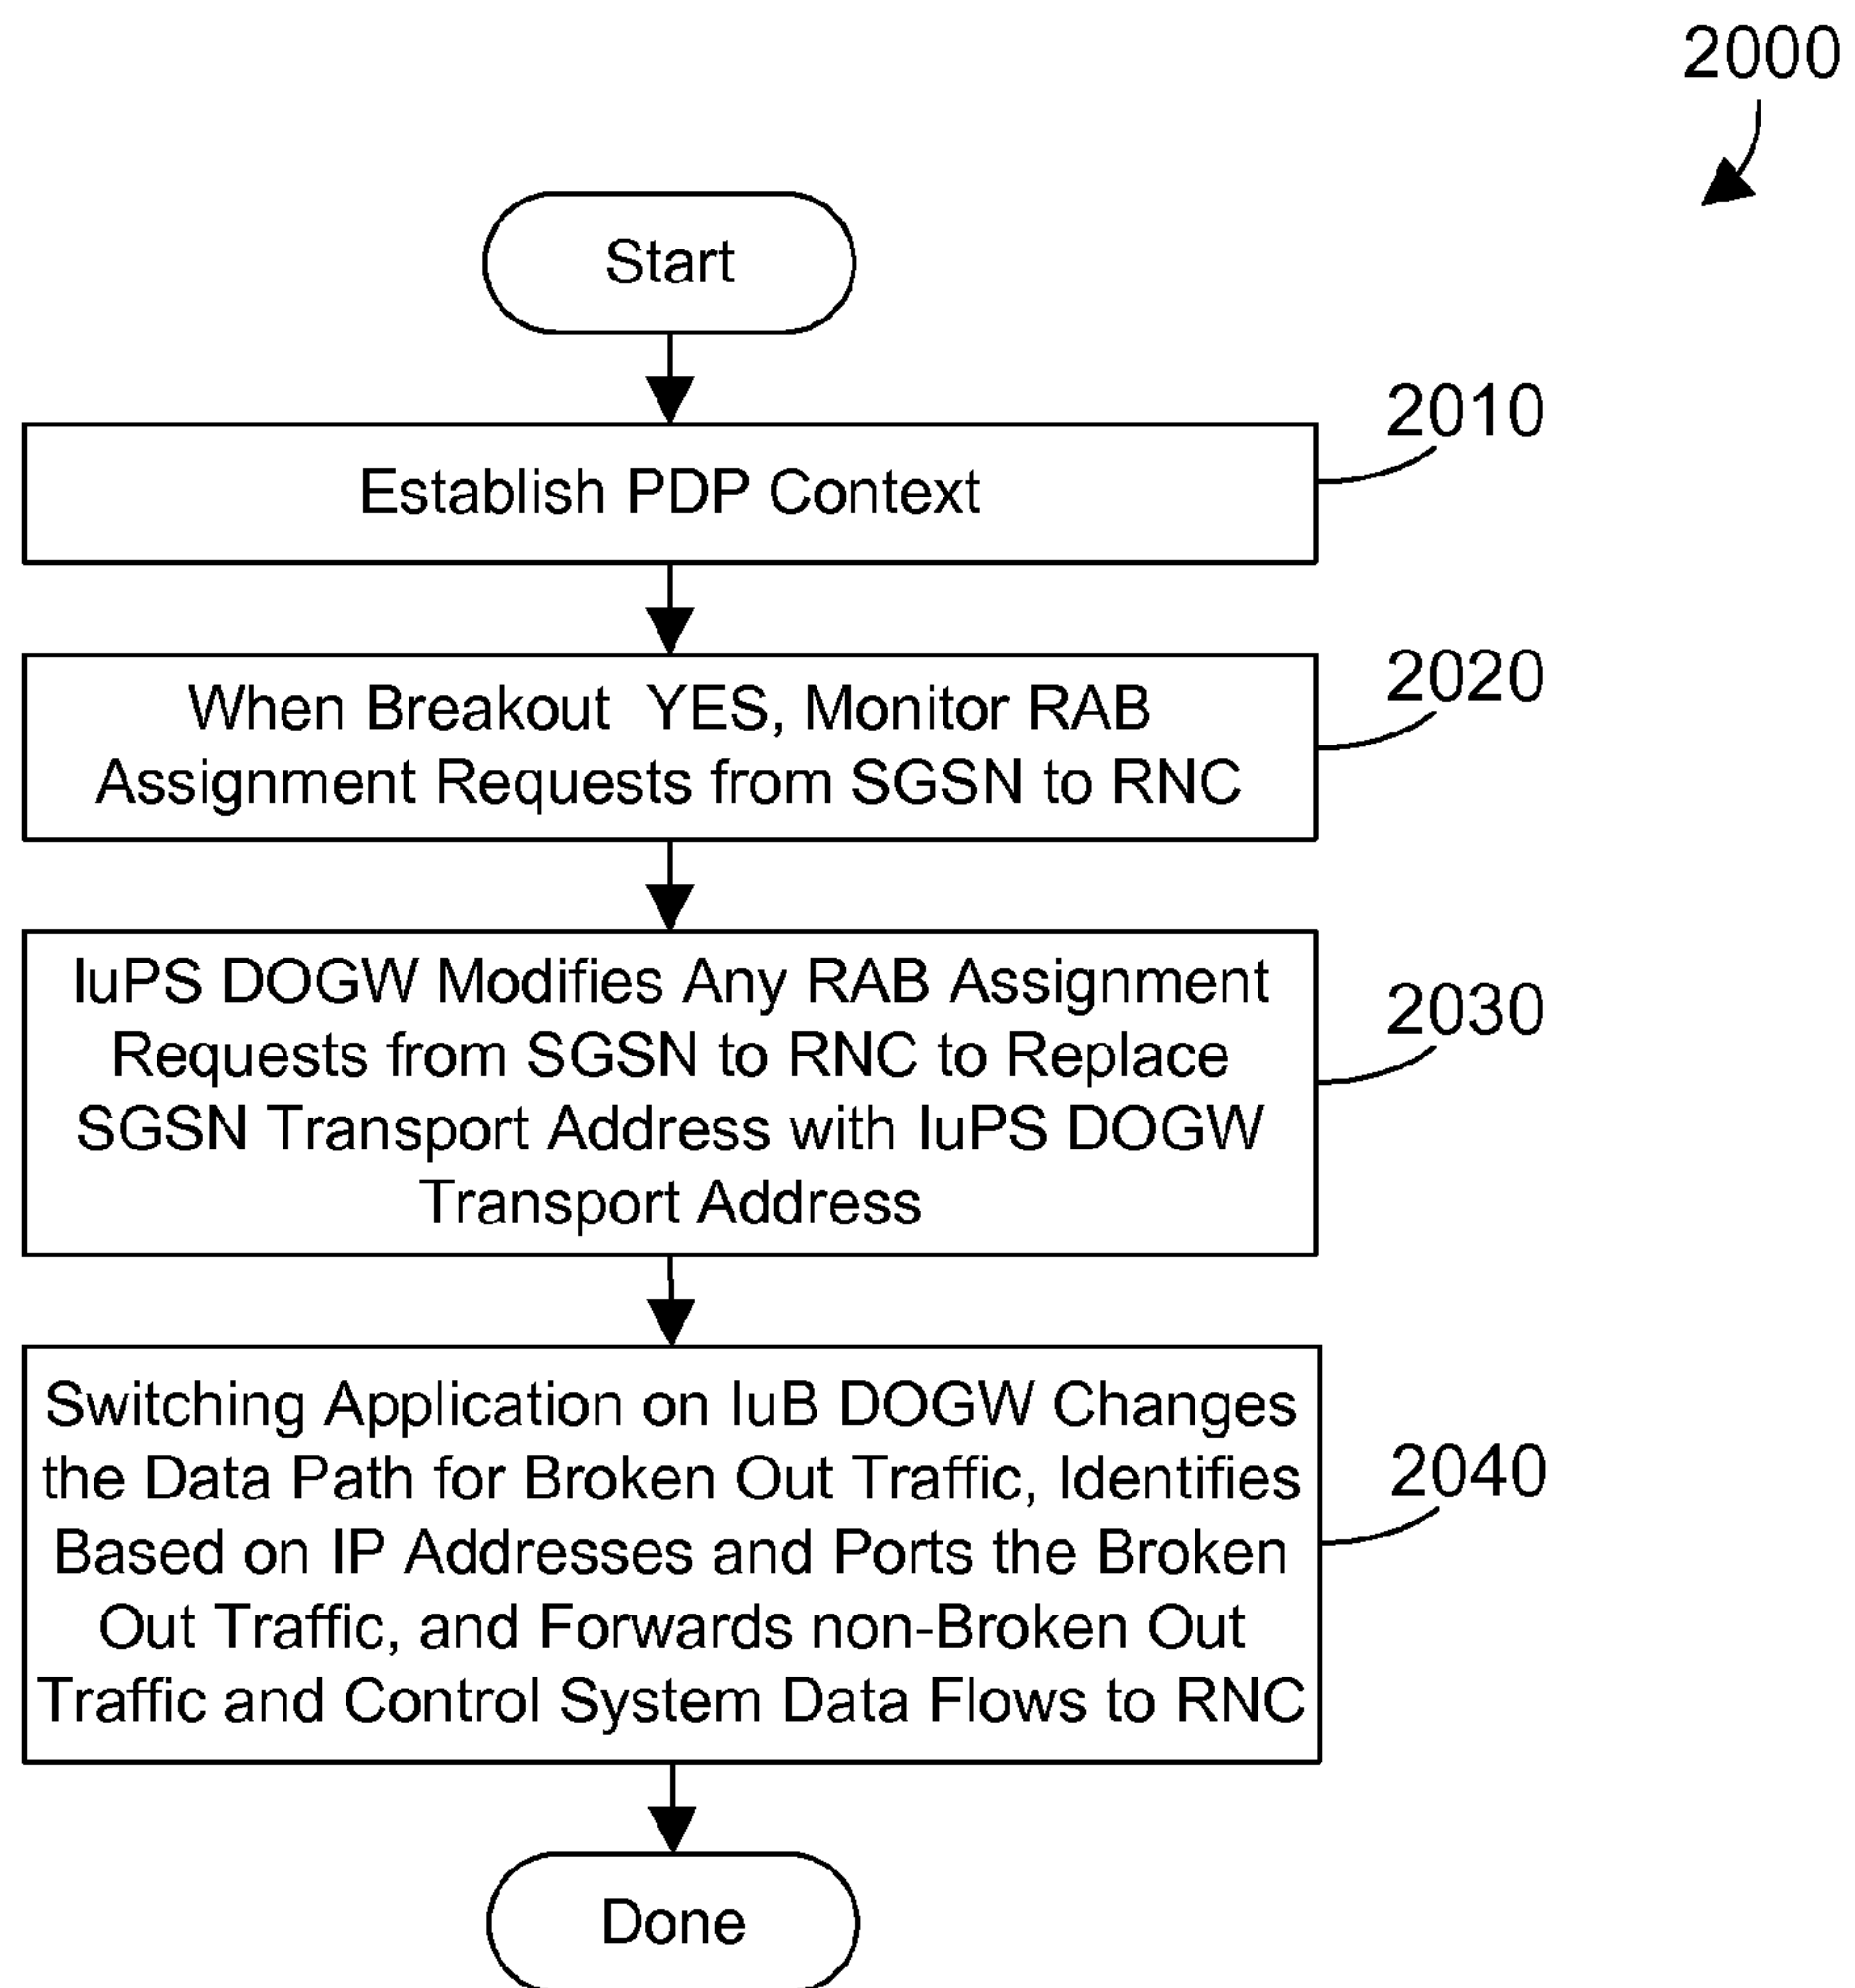 2000
Start
2010
Establish PDP Context
2020
When Breakout YES, Monitor RAB
Assignment Requests from SGSN to RNC
2030
IuPS DOGW Modifies Any RAB Assignment
Requests from SGSN to RNC to Replace
SGSN Transport Address with IuPS DOGW
Transport Address
2040
Switching Application on IuB DOGW Changes
the Data Path for Broken Out Traffic, Identifies
Based on IP Addresses and Ports the Broken
Out Traffic, and Forwards non-Broken Out
Traffic and Control System Data Flows to RNC
Done